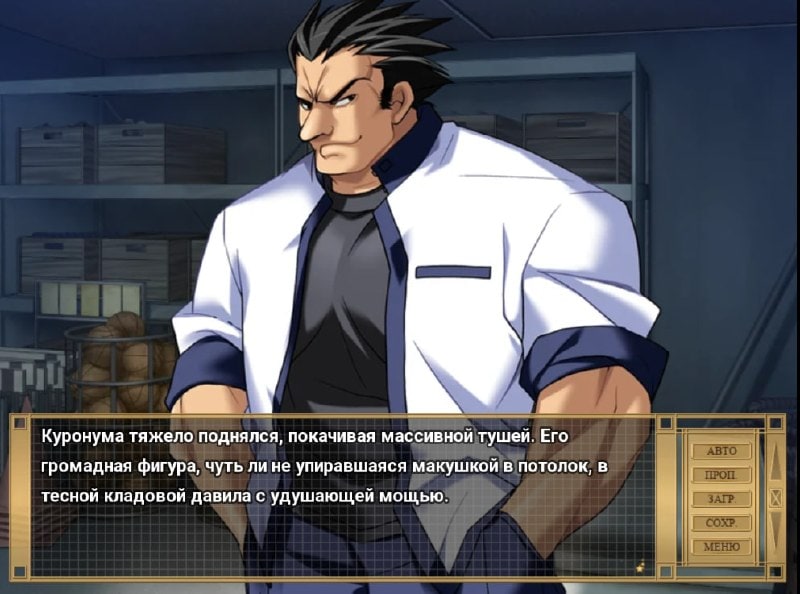 Куронума тяжело поднялся, покачивая массивной тушей. Его
громадная фигура, чуть ли не упиравшаяся макушкой в потолок, в
тесной кладовой давила с удушающей мощью.
АВТО
ПРОП.
ЗАГР.
СОХР.
МЕНЮ